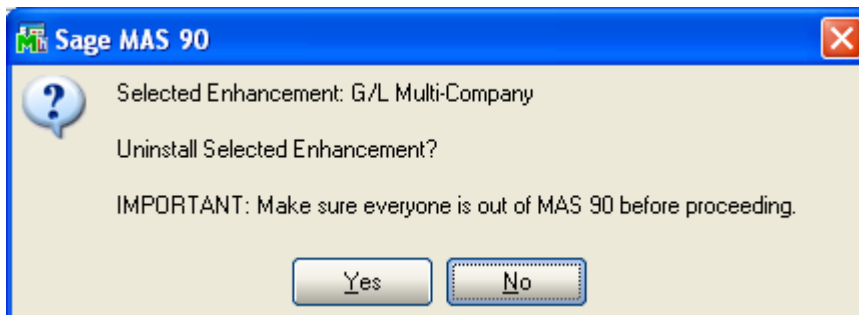 Sage MAS 90
Selected Enhancement: G/L Multi-Company
Uninstall Selected Enhancement?
IMPORTANT: Make sure everyone is out of MAS 90 before proceeding.
Yes No